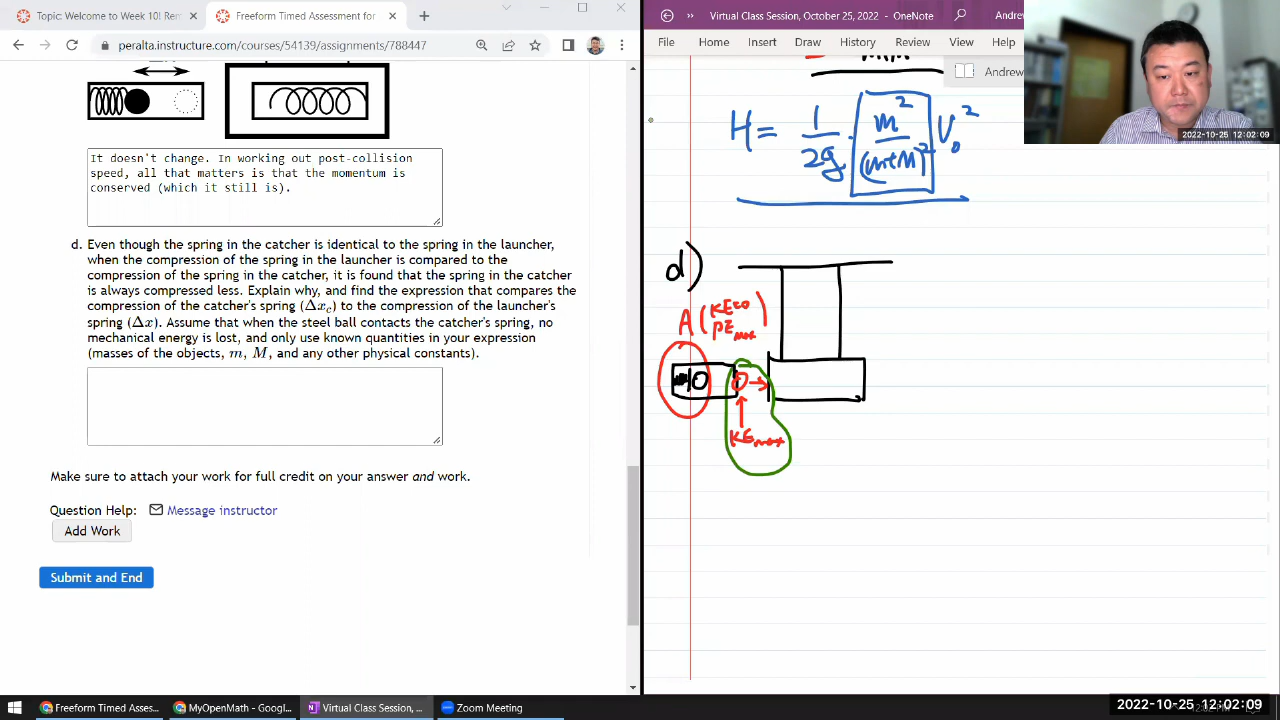 Topic: Welcome to Week 10! Rem
Freeform Timed Assessment for
peralta.instructure.com/courses/54139/assignments/788447
It doesn't change. In working out post-collision
speed, all that matters is that the momentum is
conserved (which it still is).
d. Even though the spring in the catcher is identical to the spring in the launcher,
when the compression of the spring in the launcher is compared to the
compression of the spring in the catcher, it is found that the spring in the catcher
is always compressed less. Explain why, and find the expression that compares the
compression of the catcher's spring (Δx_c) to the compression of the launcher's
spring (Δx). Assume that when the steel ball contacts the catcher's spring, no
mechanical energy is lost, and only use known quantities in your expression
(masses of the objects, m, M, and any other physical constants).
Make sure to attach your work for full credit on your answer and work.
Question Help: Message instructor
Add Work
Submit and End
Virtual Class Session, October 25, 2022 - OneNote
Andrew
File Home Insert Draw History Review View
Andrew
H = 1/2g · m²/(m+M)² · V₀²
d)
A (KE=0
PE max)
KE max
2022-10-25 12:02:09
Freeform Timed Asses...
MyOpenMath - Googl...
Virtual Class Session, ...
Zoom Meeting
2022-10-25 12:02:09